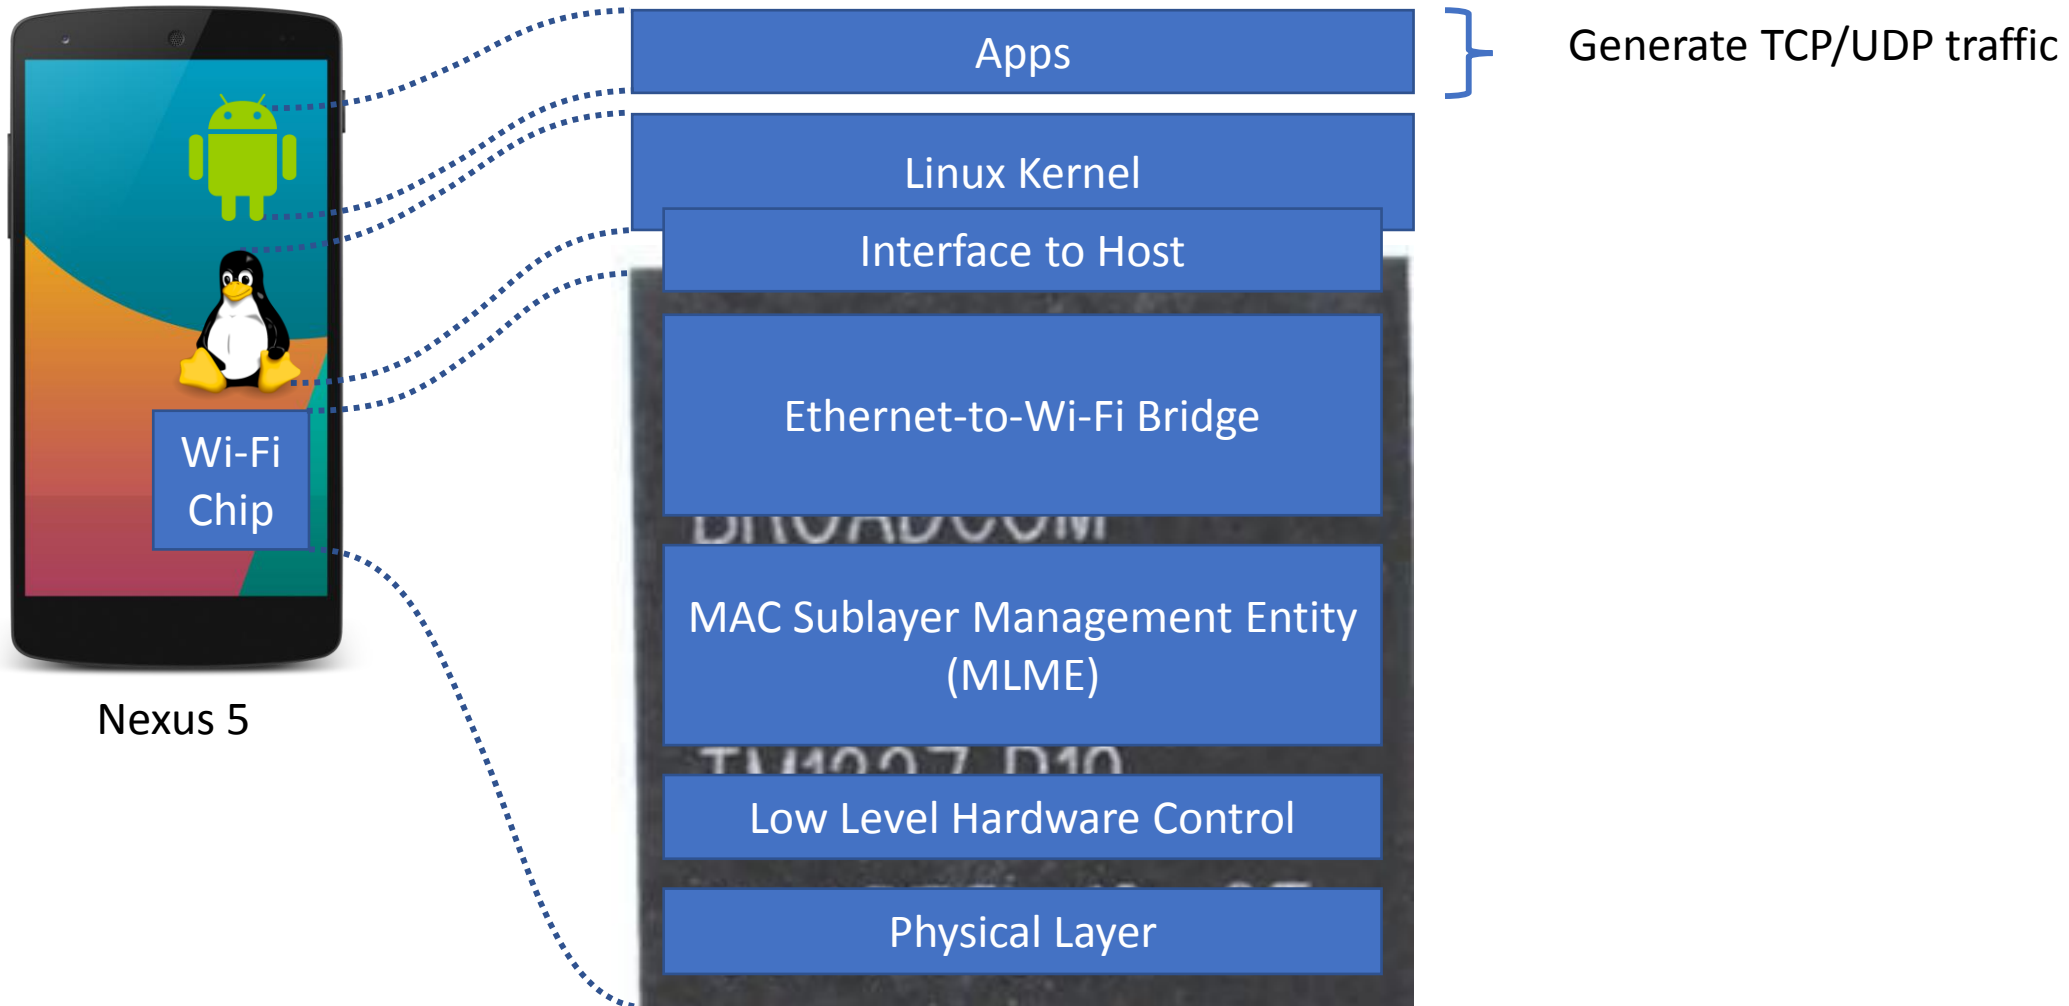 Apps
Generate TCP/UDP traffic
Linux Kernel
Interface to Host
Ethernet-to-Wi-Fi Bridge
Wi-Fi
Chip
BROADCOM
MAC Sublayer Management Entity
(MLME)
Nexus 5
Low Level Hardware Control
Physical Layer